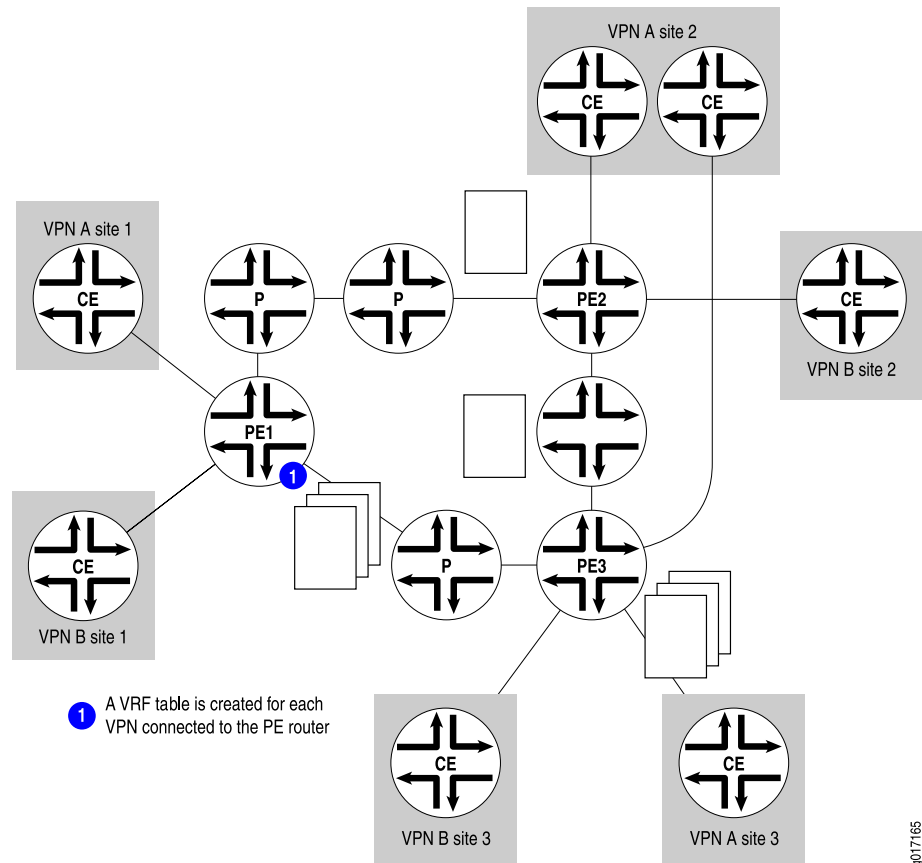 VPN A site 2
CE
CE
VPN A site 1
CE
P
P
PE2
CE
VPN B site 2
PE1
1
CE
VPN B site 1
P
PE3
1 A VRF table is created for each
VPN connected to the PE router
CE
VPN B site 3
CE
VPN A site 3
g017165